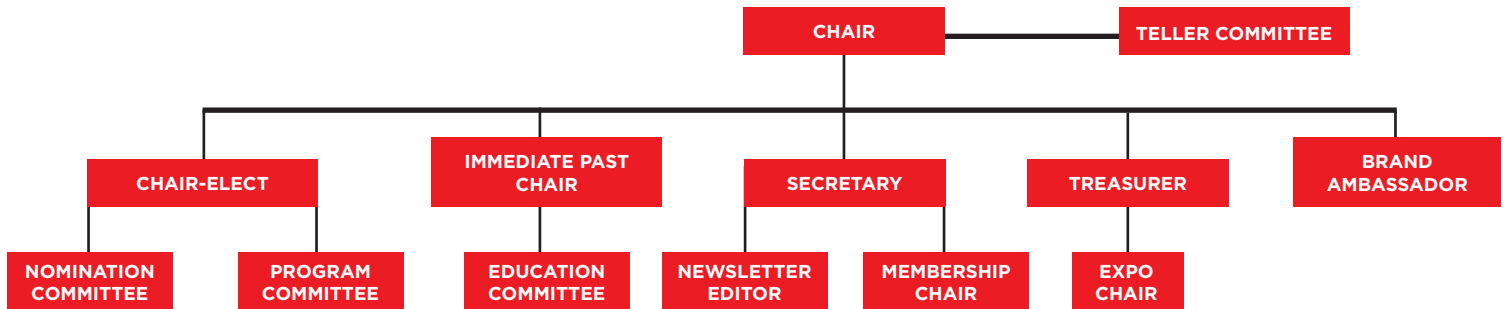 CHAIR
TELLER COMMITTEE
CHAIR-ELECT
IMMEDIATE PAST
CHAIR
SECRETARY
TREASURER
BRAND
AMBASSADOR
NOMINATION
COMMITTEE
PROGRAM
COMMITTEE
EDUCATION
COMMITTEE
NEWSLETTER
EDITOR
MEMBERSHIP
CHAIR
EXPO
CHAIR